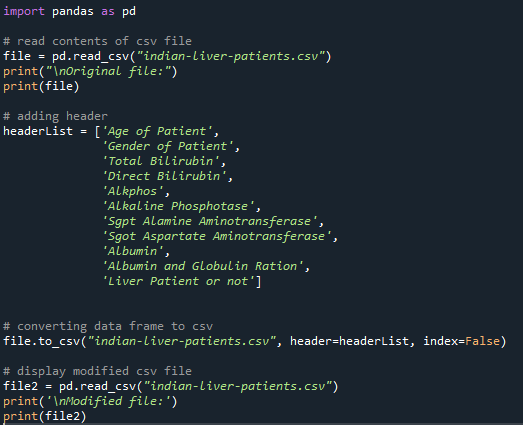 import pandas as pd
# read contents of csv file
file = pd.read_csv("indian-liver-patients.csv")
print("\nOriginal file:")
print(file)
# adding header
headerList = ['Age of Patient',
'Gender of Patient',
'Total Bilirubin',
'Direct Bilirubin',
'Alkphos',
'Alkaline Phosphotase',
'Sgpt Alamine Aminotransferase',
'Sgot Aspartate Aminotransferase',
'Albumin',
'Albumin and Globulin Ration',
'Liver Patient or not']
# converting data frame to csv
file.to_csv("indian-liver-patients.csv", header=headerList, index=False)
# display modified csv file
file2 = pd.read_csv("indian-liver-patients.csv")
print('\nModified file:')
print(file2)